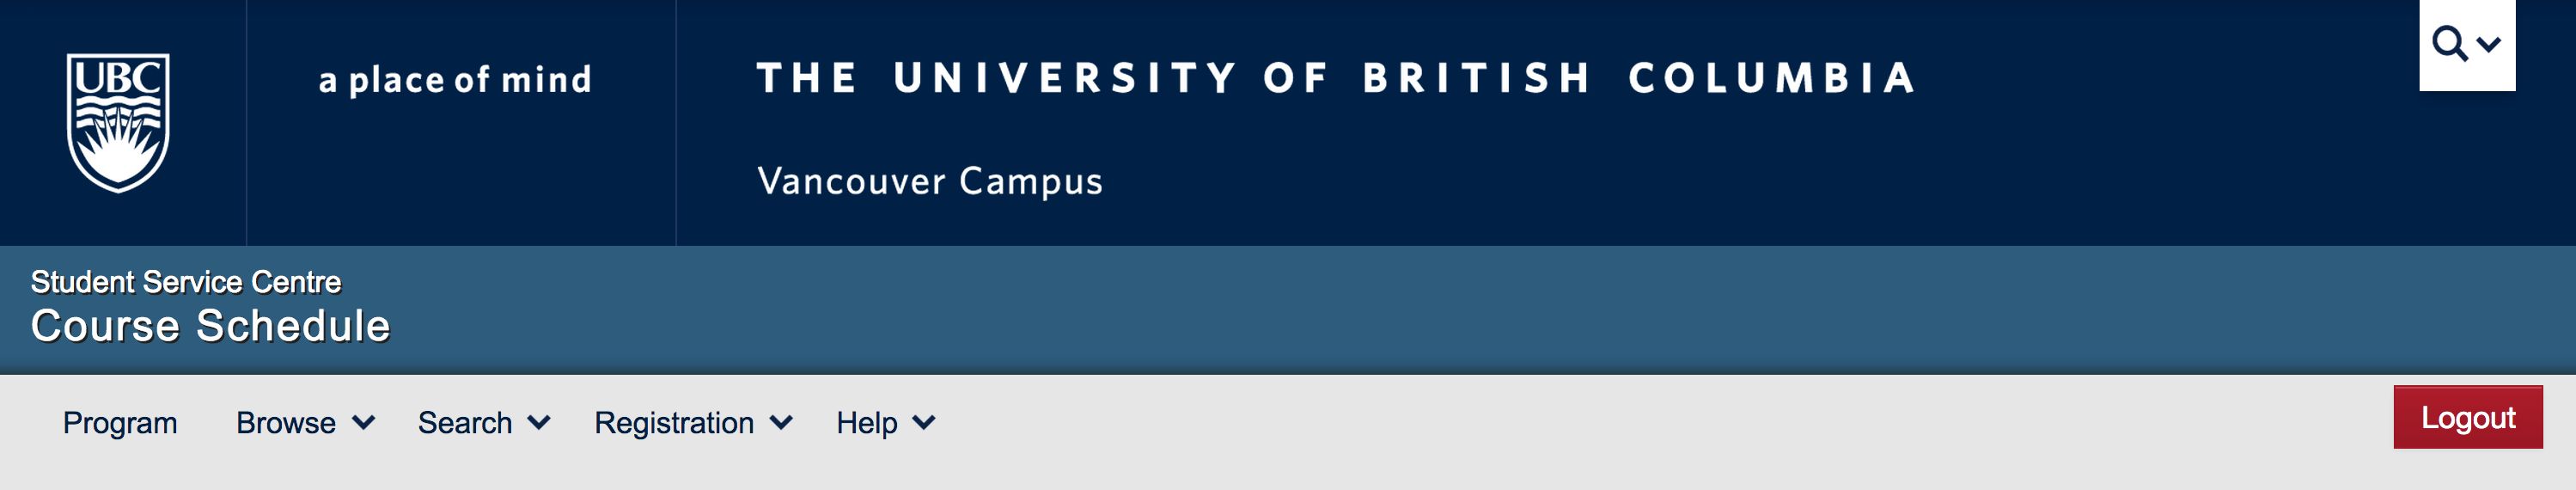 UBC
a place of mind
THE UNIVERSITY OF BRITISH COLUMBIA
Vancouver Campus
Student Service Centre
Course Schedule
Program Browse Search Registration Help Logout